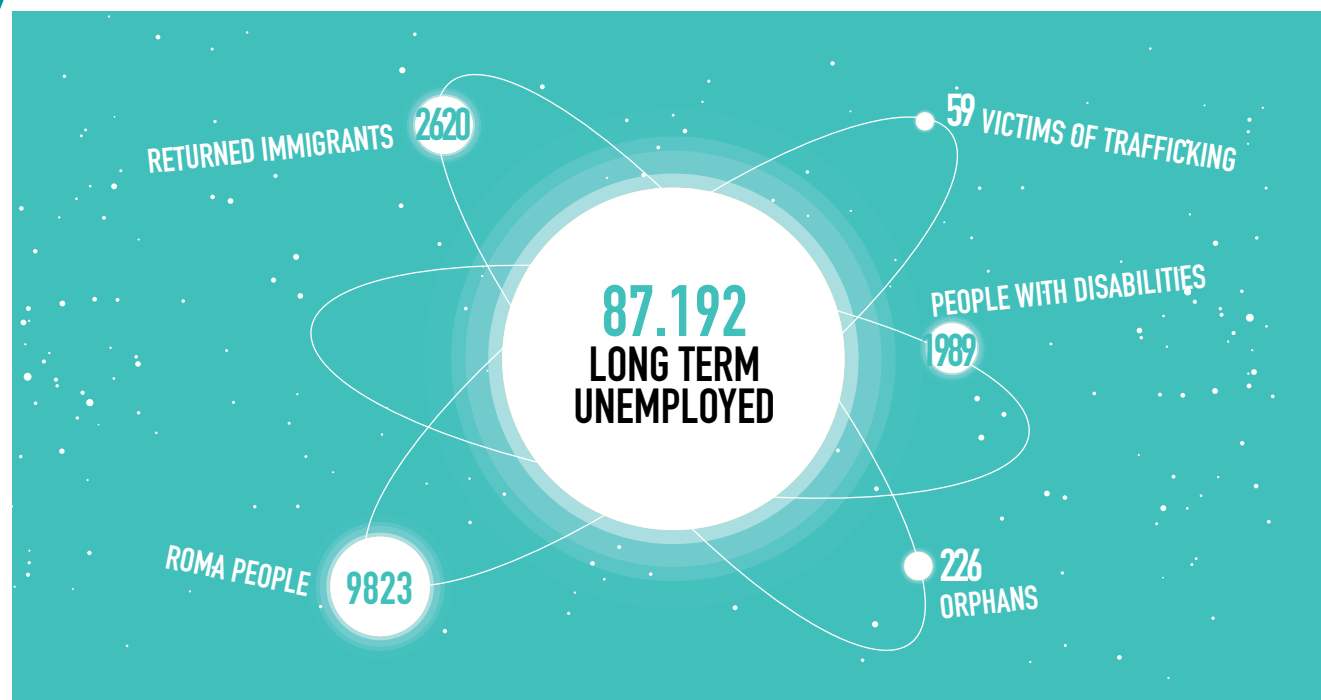 2620
RETURNED IMMIGRANTS
59 VICTIMS OF TRAFFICKING
87.192
LONG TERM
UNEMPLOYED
PEOPLE WITH DISABILITIES
1989
ROMA PEOPLE
9823
226
ORPHANS